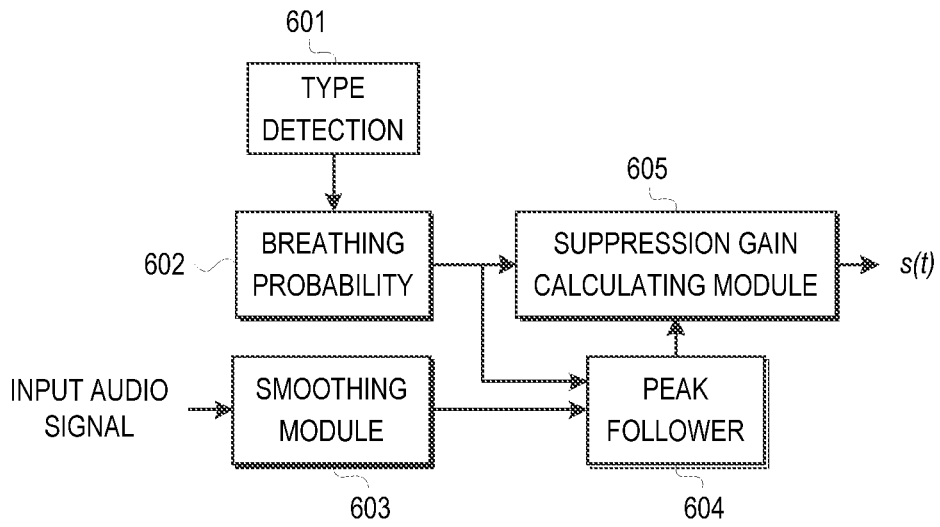 601
TYPE
DETECTION
602
BREATHING
PROBABILITY
605
SUPPRESSION GAIN
CALCULATING MODULE
s(t)
INPUT AUDIO
SIGNAL
SMOOTHING
MODULE
603
PEAK
FOLLOWER
604